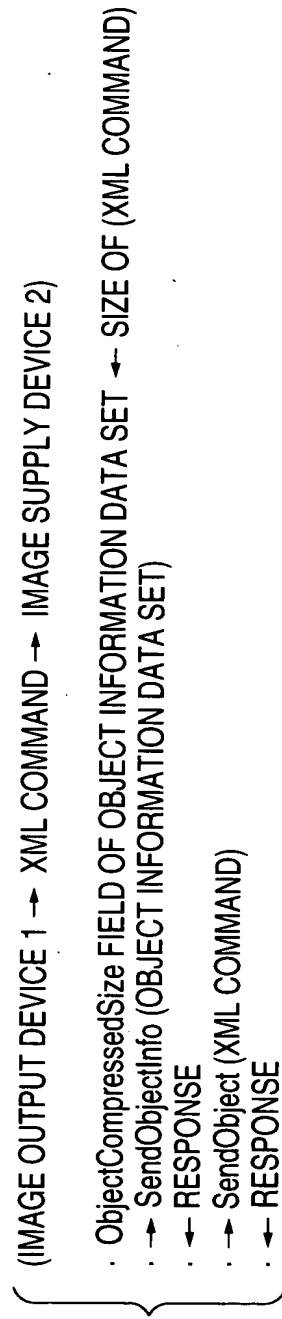 (IMAGE OUTPUT DEVICE 1 → XML COMMAND → IMAGE SUPPLY DEVICE 2)
· ObjectCompressedSize FIELD OF OBJECT INFORMATION DATA SET ← SIZE OF (XML COMMAND)
· → SendObjectInfo (OBJECT INFORMATION DATA SET)
· ← RESPONSE
· → SendObject (XML COMMAND)
· ← RESPONSE